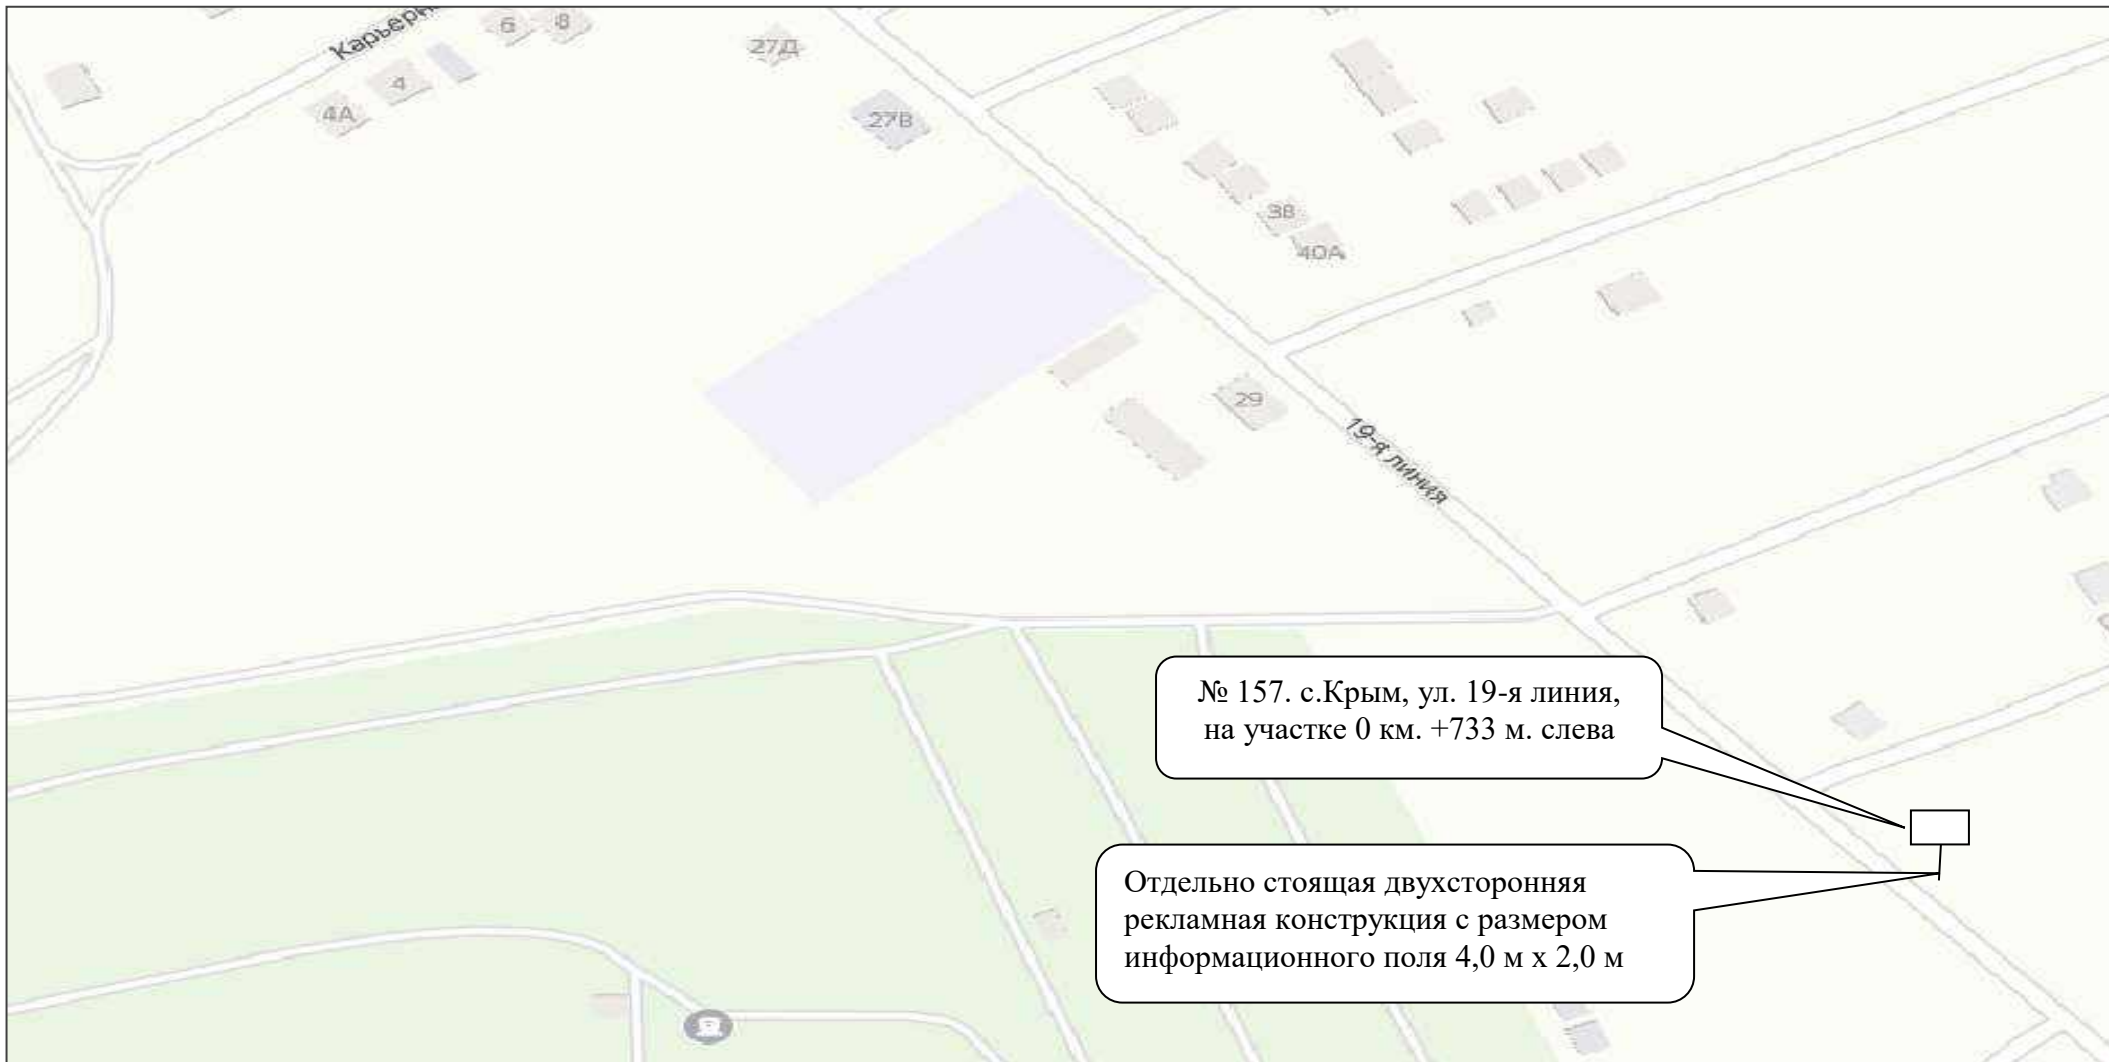 Карьерн
6
8
27Д
4
4А
27В
38
40А
29
19-я линия
№ 157. с.Крым, ул. 19-я линия,
на участке 0 км. +733 м. слева
Отдельно стоящая двухсторонняя
рекламная конструкция с размером
информационного поля 4,0 м х 2,0 м